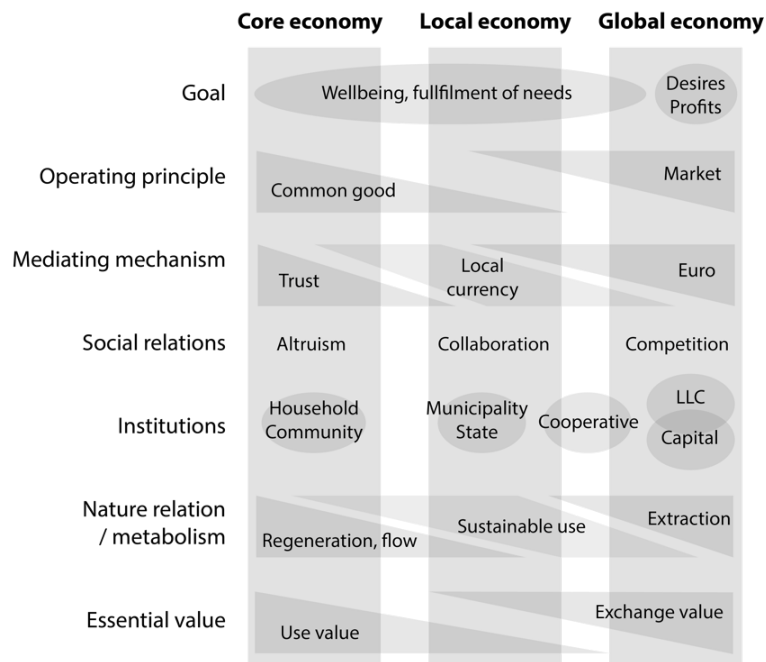 Core economy Local economy Global economy
Goal
Wellbeing, fullfilment of needs
Desires
Profits
Operating principle
Common good
Market
Mediating mechanism
Trust
Local
currency
Euro
Social relations
Altruism
Collaboration
Competition
Institutions
Household
Community
Municipality
State
Cooperative
LLC
Capital
Nature relation
/ metabolism
Regeneration, flow
Sustainable use
Extraction
Essential value
Use value
Exchange value